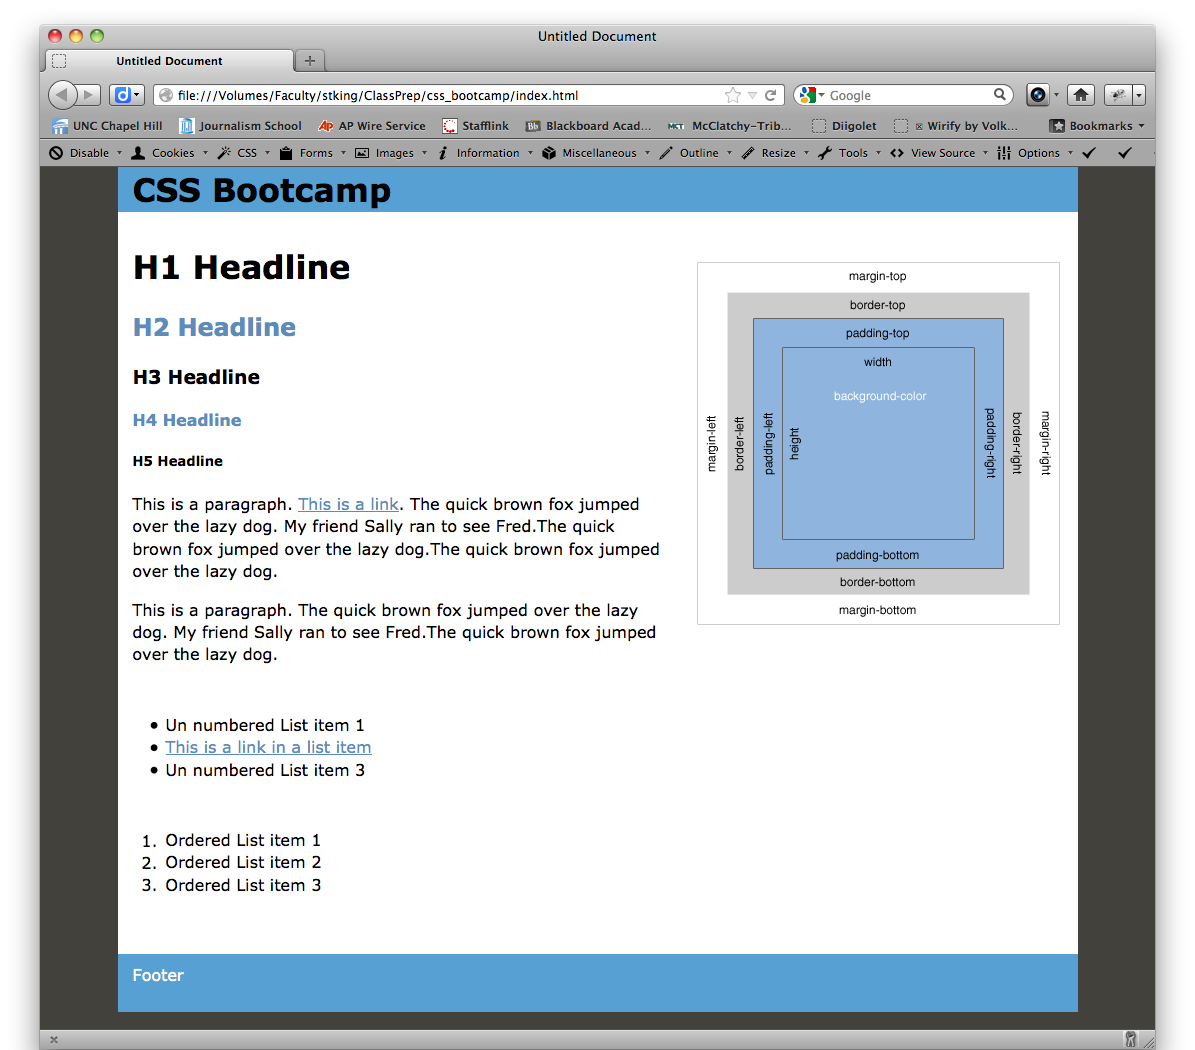 Untitled Document
Untitled Document
file:///Volumes/Faculty/stking/ClassPrep/css_bootcamp/index.html
Google
UNC Chapel Hill Journalism School AP AP Wire Service Stafflink Bb Blackboard Acad... MCT McClatchy-Trib... Diigolet Wirify by Volk... Bookmarks
Disable Cookies CSS Forms Images Information Miscellaneous Outline Resize Tools View Source Options
CSS Bootcamp
H1 Headline
H2 Headline
H3 Headline
H4 Headline
H5 Headline
This is a paragraph. This is a link. The quick brown fox jumped
over the lazy dog. My friend Sally ran to see Fred.The quick
brown fox jumped over the lazy dog.The quick brown fox jumped
over the lazy dog.
This is a paragraph. The quick brown fox jumped over the lazy
dog. My friend Sally ran to see Fred.The quick brown fox jumped
over the lazy dog.
• Un numbered List item 1
• This is a link in a list item
• Un numbered List item 3
1. Ordered List item 1
2. Ordered List item 2
3. Ordered List item 3
margin-top
border-top
padding-top
width
background-color
margin-left
border-left
padding-left
height
padding-right
border-right
margin-right
padding-bottom
border-bottom
margin-bottom
Footer